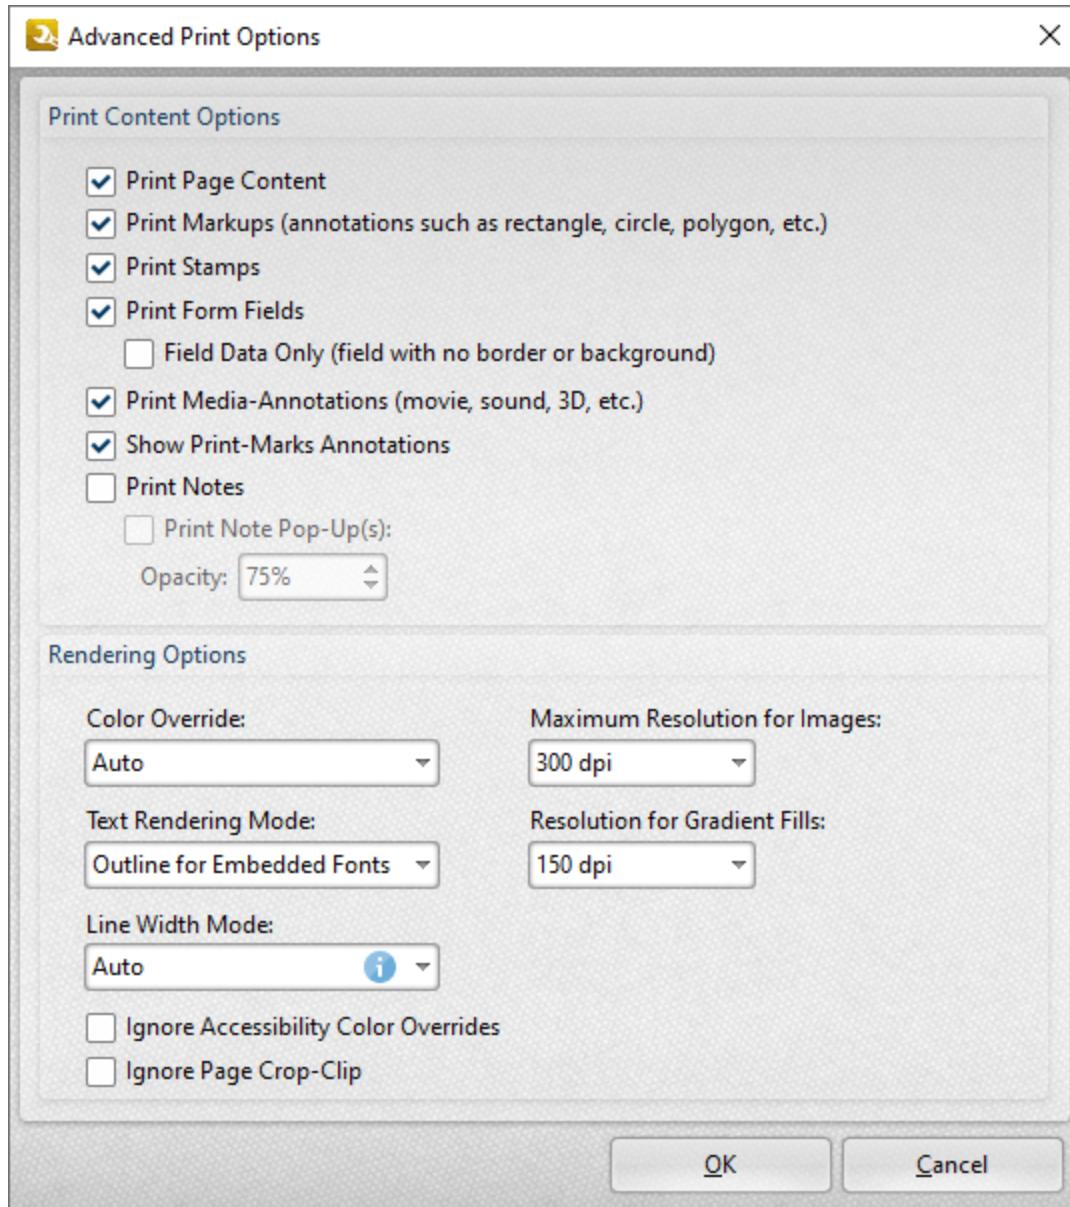 Advanced Print Options
Print Content Options
Print Page Content
Print Markups (annotations such as rectangle, circle, polygon, etc.)
Print Stamps
Print Form Fields
Field Data Only (field with no border or background)
Print Media-Annotations (movie, sound, 3D, etc.)
Show Print-Marks Annotations
Print Notes
Print Note Pop-Up(s):
Opacity: 75%
Rendering Options
Color Override: Maximum Resolution for Images:
Auto 300 dpi
Text Rendering Mode: Resolution for Gradient Fills:
Outline for Embedded Fonts 150 dpi
Line Width Mode:
Auto i
Ignore Accessibility Color Overrides
Ignore Page Crop-Clip
OK Cancel